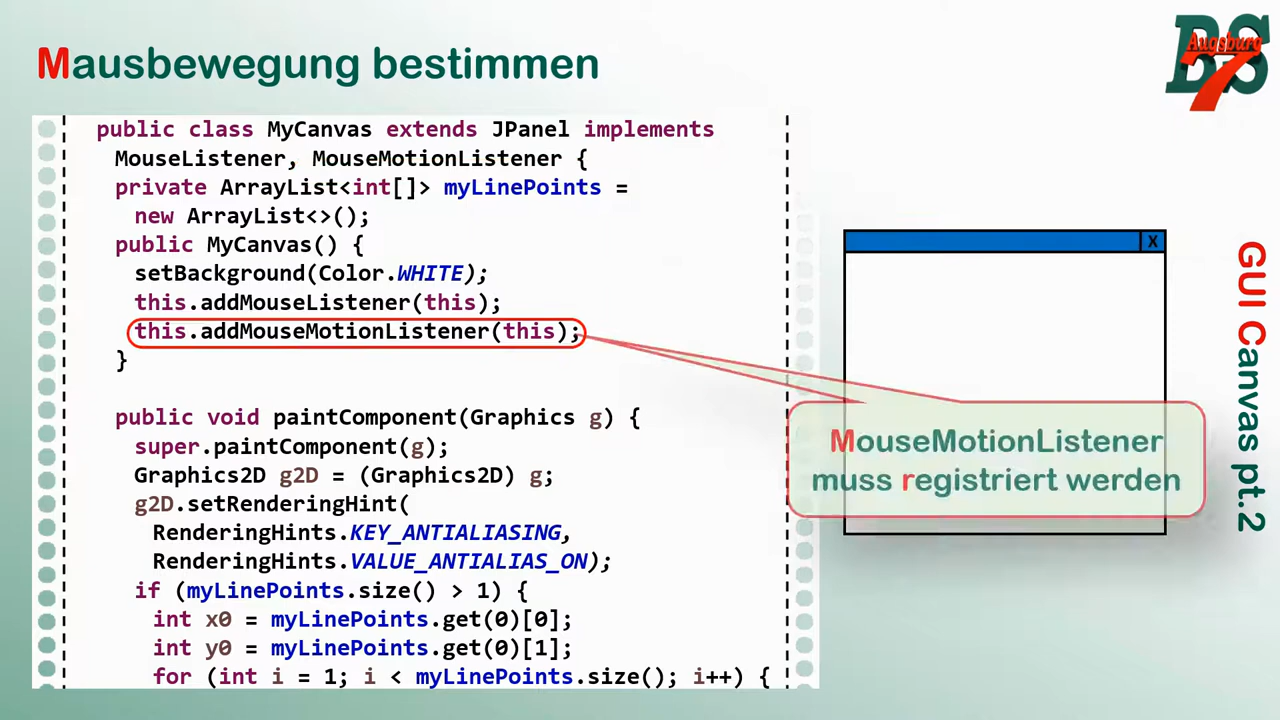 Mausbewegung bestimmen
BS
Augsburg
7
public class MyCanvas extends JPanel implements
MouseListener, MouseMotionListener {
private ArrayList<int[]> myLinePoints =
new ArrayList<>();
public MyCanvas() {
setBackground(Color.WHITE);
this.addMouseListener(this);
this.addMouseMotionListener(this);
}
public void paintComponent(Graphics g) {
super.paintComponent(g);
Graphics2D g2D = (Graphics2D) g;
g2D.setRenderingHint(
RenderingHints.KEY_ANTIALIASING,
RenderingHints.VALUE_ANTIALIAS_ON);
if (myLinePoints.size() > 1) {
int x0 = myLinePoints.get(0)[0];
int y0 = myLinePoints.get(0)[1];
for (int i = 1; i < myLinePoints.size(); i++) {
X
MouseMotionListener
muss registriert werden
GUI Canvas pt.2